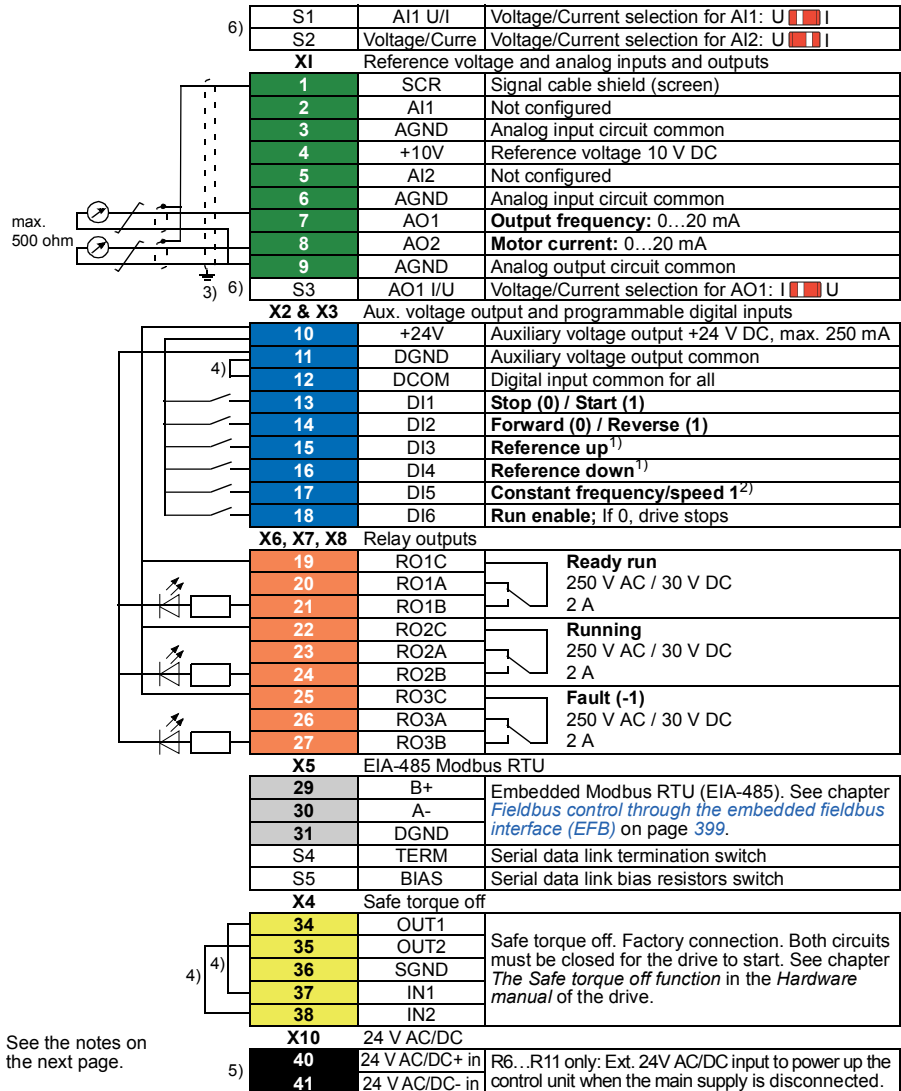 6)
S1 AI1 U/I Voltage/Current selection for AI1: U I
S2 Voltage/Curre Voltage/Current selection for AI2: U I
XI Reference voltage and analog inputs and outputs
1 SCR Signal cable shield (screen)
2 AI1 Not configured
3 AGND Analog input circuit common
4 +10V Reference voltage 10 V DC
5 AI2 Not configured
6 AGND Analog input circuit common
7 AO1 Output frequency: 0…20 mA
max.
500 ohm
8 AO2 Motor current: 0…20 mA
9 AGND Analog output circuit common
3) 6) S3 AO1 I/U Voltage/Current selection for AO1: I U
X2 & X3 Aux. voltage output and programmable digital inputs
10 +24V Auxiliary voltage output +24 V DC, max. 250 mA
11 DGND Auxiliary voltage output common
4)
12 DCOM Digital input common for all
13 DI1 Stop (0) / Start (1)
14 DI2 Forward (0) / Reverse (1)
15 DI3 Reference up1)
16 DI4 Reference down1)
17 DI5 Constant frequency/speed 12)
18 DI6 Run enable; If 0, drive stops
X6, X7, X8 Relay outputs
19 RO1C Ready run
20 RO1A 250 V AC / 30 V DC
21 RO1B 2 A
22 RO2C Running
23 RO2A 250 V AC / 30 V DC
24 RO2B 2 A
25 RO3C Fault (-1)
26 RO3A 250 V AC / 30 V DC
27 RO3B 2 A
X5 EIA-485 Modbus RTU
29 B+ Embedded Modbus RTU (EIA-485). See chapter
30 A- Fieldbus control through the embedded fieldbus
31 DGND interface (EFB) on page 399.
S4 TERM Serial data link termination switch
S5 BIAS Serial data link bias resistors switch
X4 Safe torque off
34 OUT1
35 OUT2 Safe torque off. Factory connection. Both circuits
36 SGND must be closed for the drive to start. See chapter
4) 4)
37 IN1 The Safe torque off function in the Hardware
38 IN2 manual of the drive.
X10 24 V AC/DC
See the notes on
the next page.
5)
40 24 V AC/DC+ in R6…R11 only: Ext. 24V AC/DC input to power up the
41 24 V AC/DC- in control unit when the main supply is disconnected.